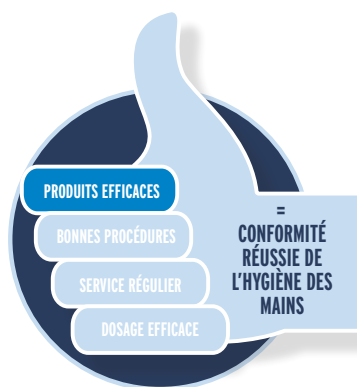 PRODUITS EFFICACES
BONNES PROCÉDURES
SERVICE RÉGULIER
DOSAGE EFFICACE
=
CONFORMITÉ
RÉUSSIE DE
L'HYGIÈNE DES
MAINS